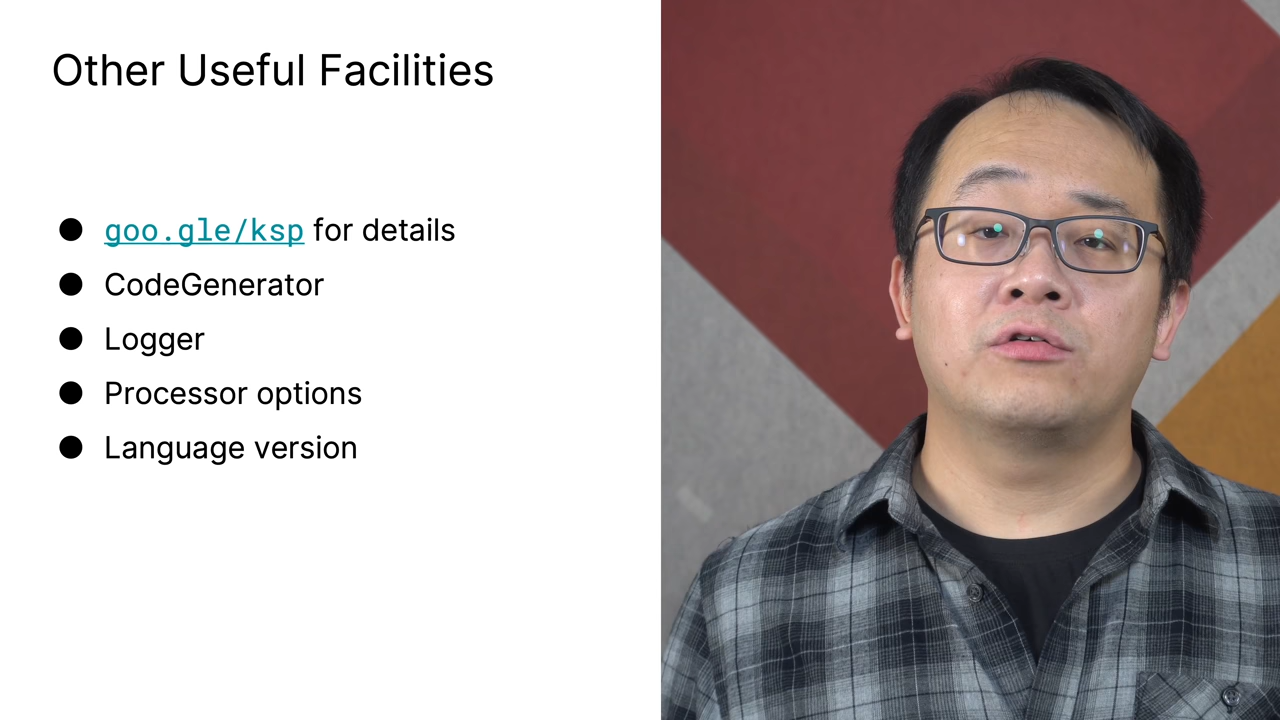 Other Useful Facilities
● goo.gle/ksp for details
● CodeGenerator
● Logger
● Processor options
● Language version